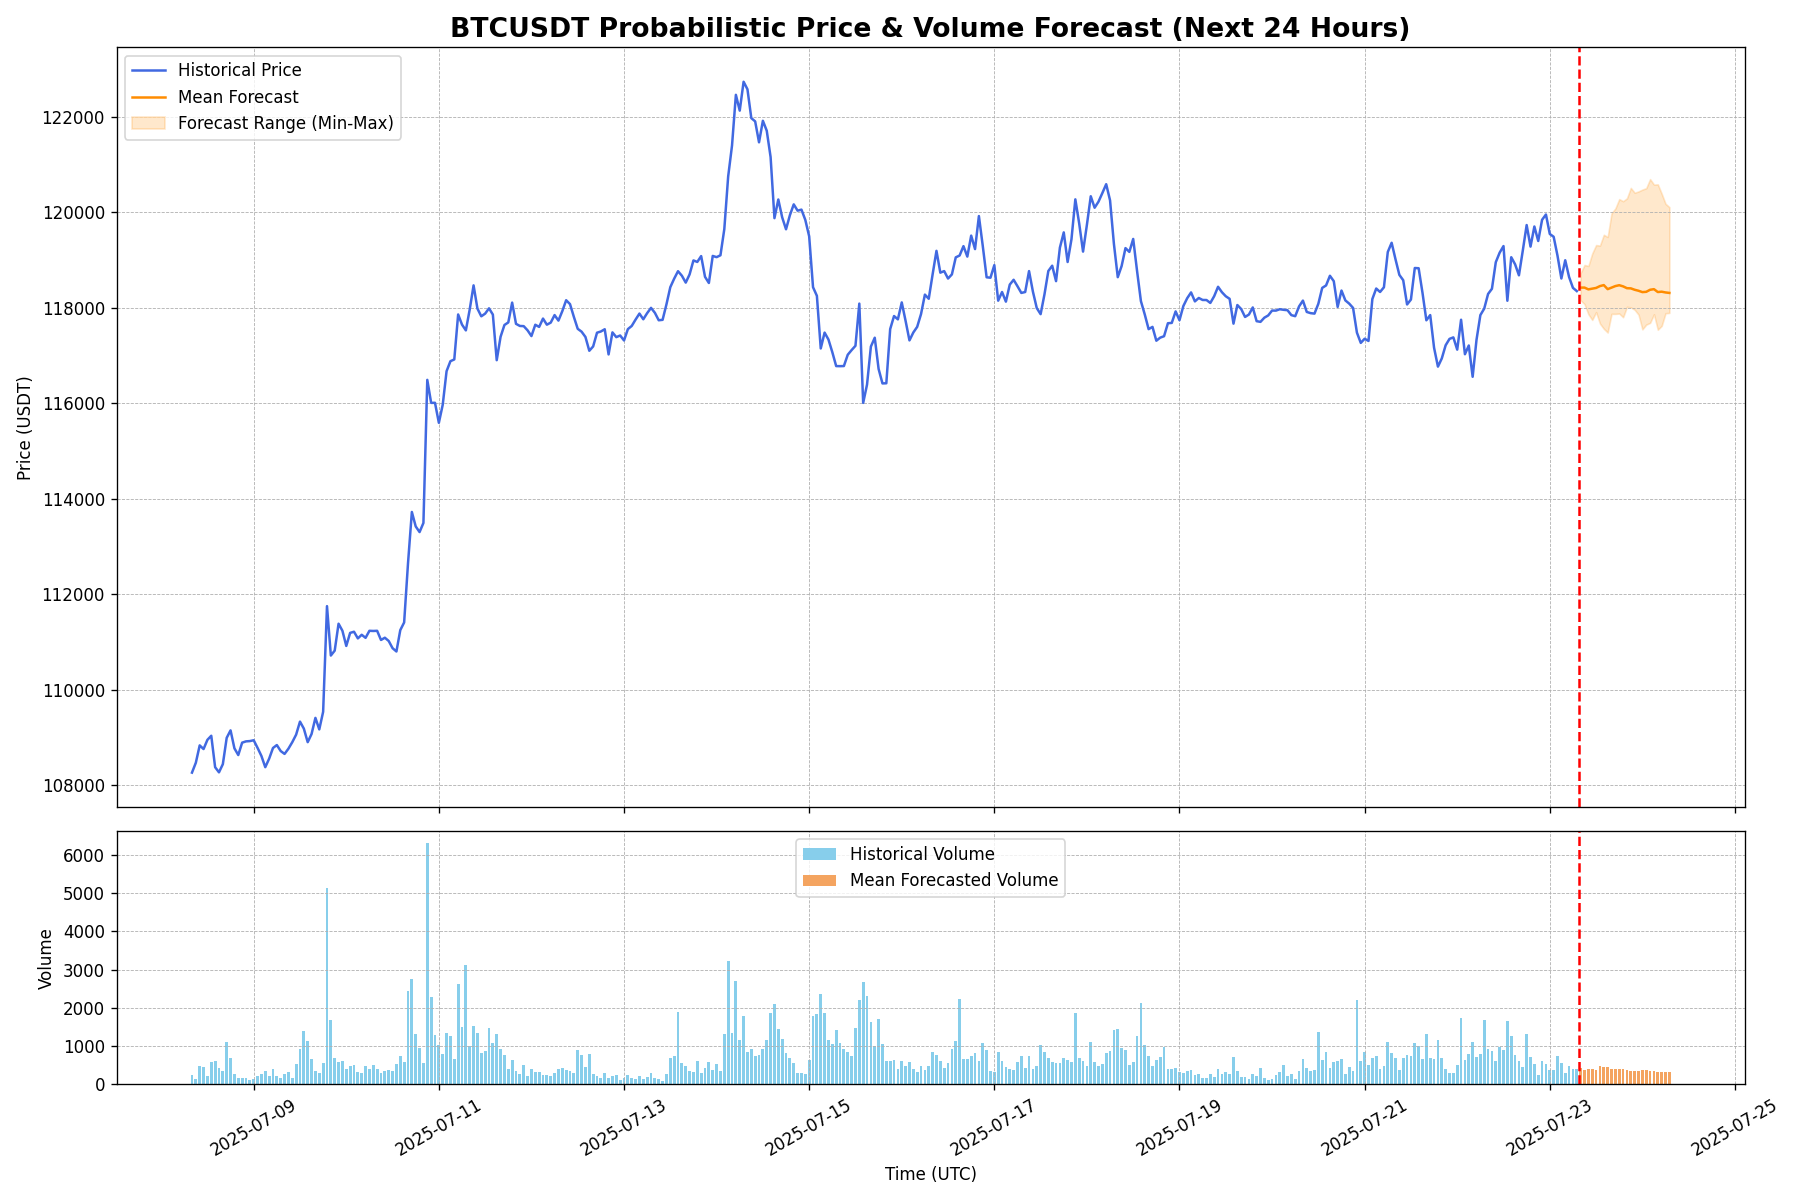 BTCUSDT Probabilistic Price & Volume Forecast (Next 24 Hours)
Historical Price
Mean Forecast
Forecast Range (Min-Max)
122000
120000
118000
116000
114000
112000
110000
108000
Price (USDT)
Historical Volume
Mean Forecasted Volume
6000
5000
4000
3000
2000
1000
0
Volume
2025-07-09
2025-07-11
2025-07-13
2025-07-15
2025-07-17
2025-07-19
2025-07-21
2025-07-23
2025-07-25
Time (UTC)